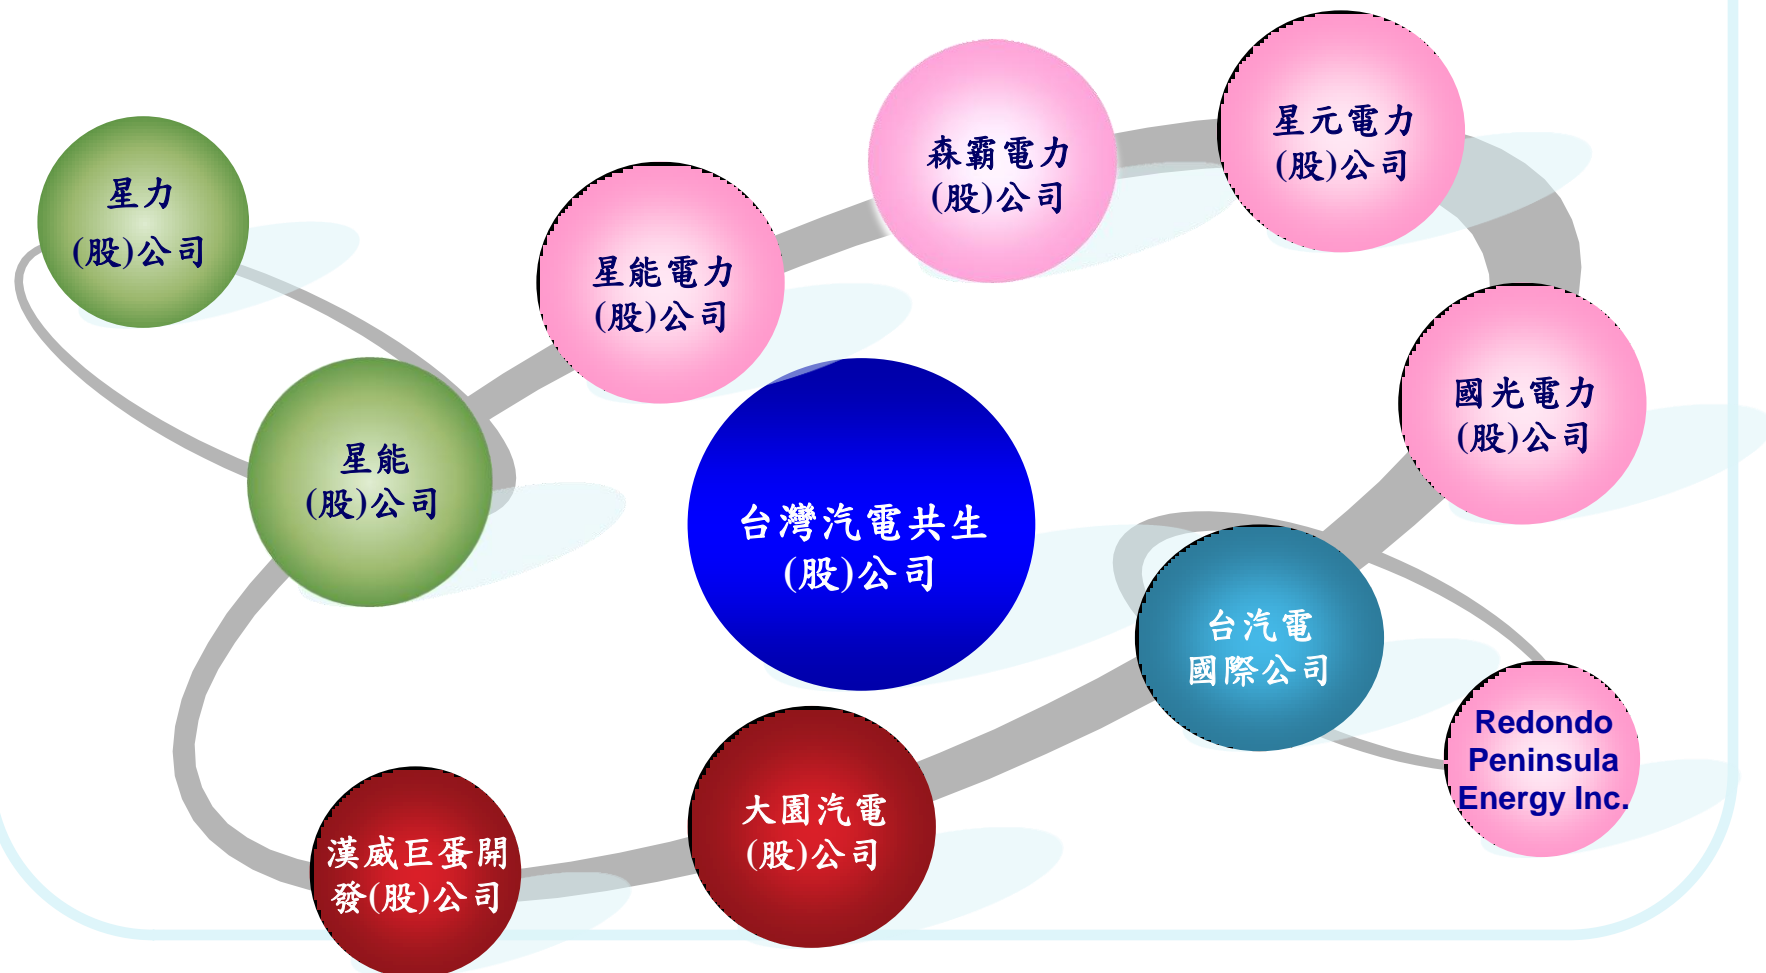 星元電力
(股)公司
森霸電力
(股)公司
星力
(股)公司
星能電力
(股)公司
國光電力
(股)公司
星能
(股)公司
台灣汽電共生
(股)公司
台汽電
國際公司
Redondo
Peninsula
Energy Inc.
大園汽電
(股)公司
漢威巨蛋開
發(股)公司